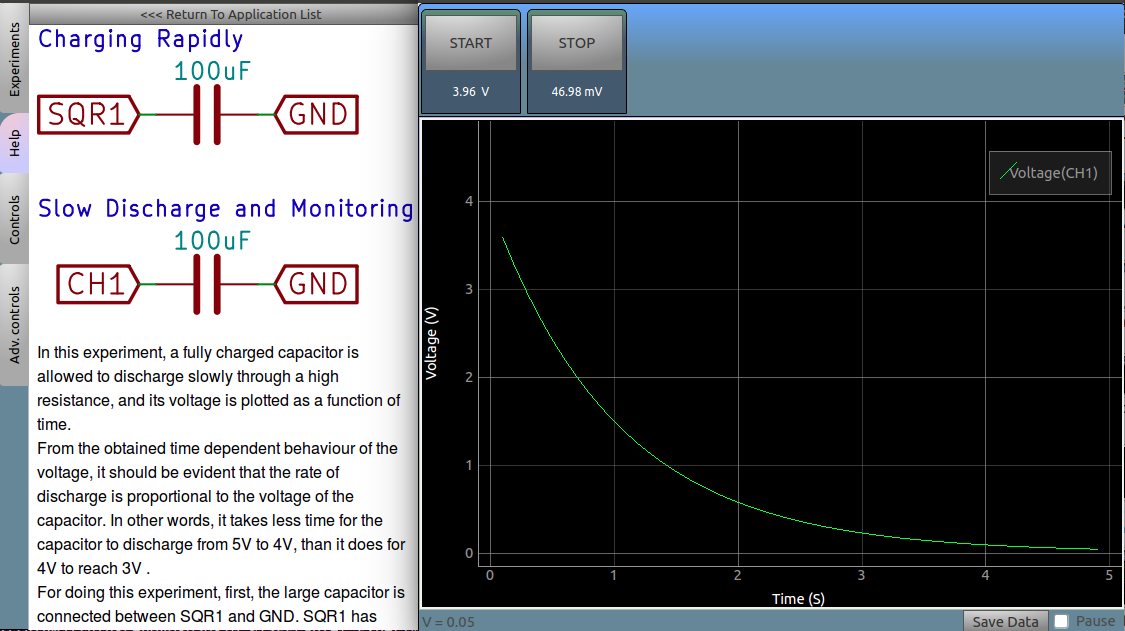 <<< Return To Application List
Experiments
Help
Controls
Adv. controls
Charging Rapidly
100uF
SQR1
GND
Slow Discharge and Monitoring
100uF
CH1
GND
In this experiment, a fully charged capacitor is
allowed to discharge slowly through a high
resistance, and its voltage is plotted as a function of
time.
From the obtained time dependent behaviour of the
voltage, it should be evident that the rate of
discharge is proportional to the voltage of the
capacitor. In other words, it takes less time for the
capacitor to discharge from 5V to 4V, than it does for
4V to reach 3V .
For doing this experiment, first, the large capacitor is
connected between SQR1 and GND. SQR1 has
START
3.96 V
STOP
46.98 mV
Voltage(CH1)
Voltage (V)
4
3
2
1
0
0 1 2 3 4 5
Time (S)
V = 0.05
Save Data
Pause